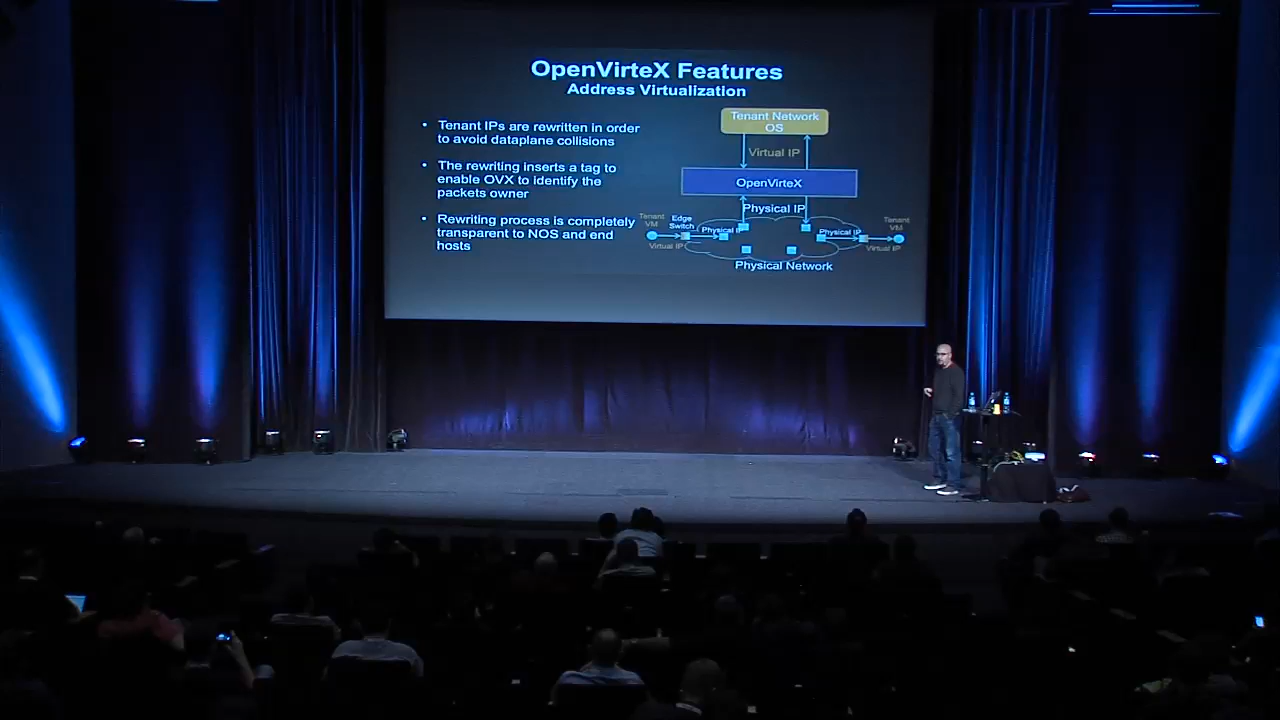 OpenVirteX Features
Address Virtualization
• Tenant IPs are rewritten in order
to avoid dataplane collisions
• The rewriting inserts a tag to
enable OVX to identify the
packets owner
• Rewriting process is completely
transparent to NOS and end
hosts
Tenant Network
OS
Virtual IP
OpenVirteX
Physical IP
Tenant
VM
Edge
Switch
Physical IP
Virtual IP
Physical IP
Tenant
VM
Virtual IP
Physical Network